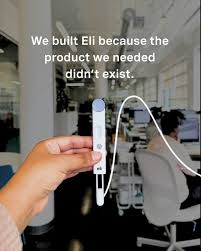 We built Eli because the
product we needed
didn't exist.